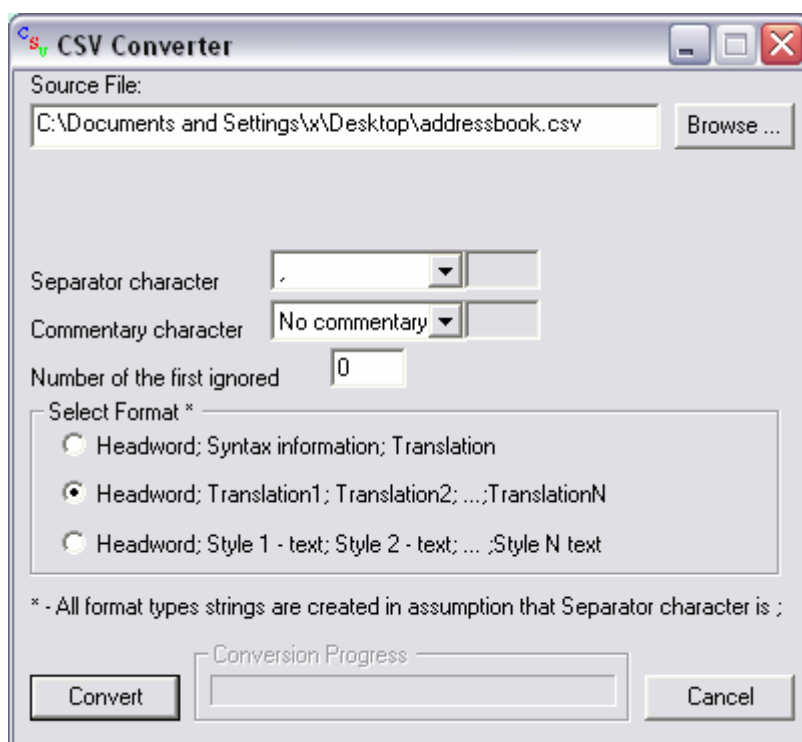 CSV CSV Converter
Source File:
C:\Documents and Settings\x\Desktop\addressbook.csv Browse ...
Separator character ,
Commentary character No commentary
Number of the first ignored 0
Select Format *
Headword; Syntax information; Translation
Headword; Translation1; Translation2; ...;TranslationN
Headword; Style 1 - text; Style 2 - text; ... ;Style N text
* - All format types strings are created in assumption that Separator character is ;
Conversion Progress
Convert Cancel